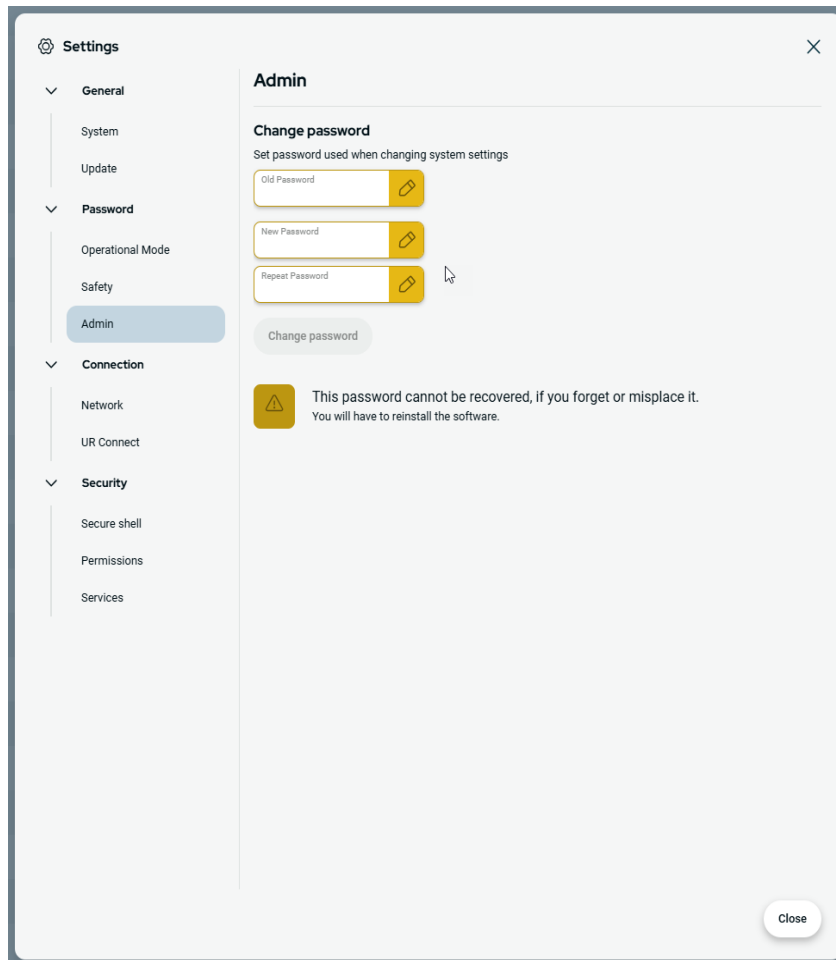 Settings
General
System
Update
Password
Operational Mode
Safety
Admin
Connection
Network
UR Connect
Security
Secure shell
Permissions
Services
Admin
Change password
Set password used when changing system settings
Old Password
New Password
Repeat Password
Change password
This password cannot be recovered, if you forget or misplace it.
You will have to reinstall the software.
Close